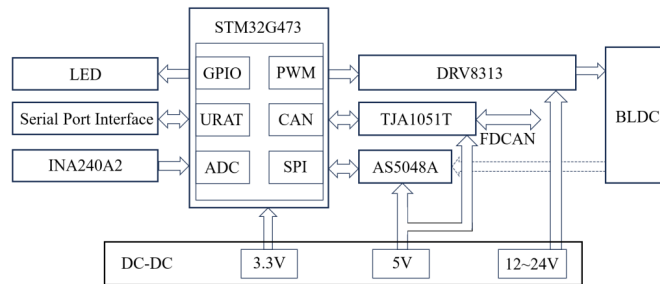 STM32G473
LED
GPIO
PWM
DRV8313
BLDC
Serial Port Interface
URAT
CAN
TJA1051T
FDCAN
INA240A2
ADC
SPI
AS5048A
DC-DC
3.3V
5V
12~24V